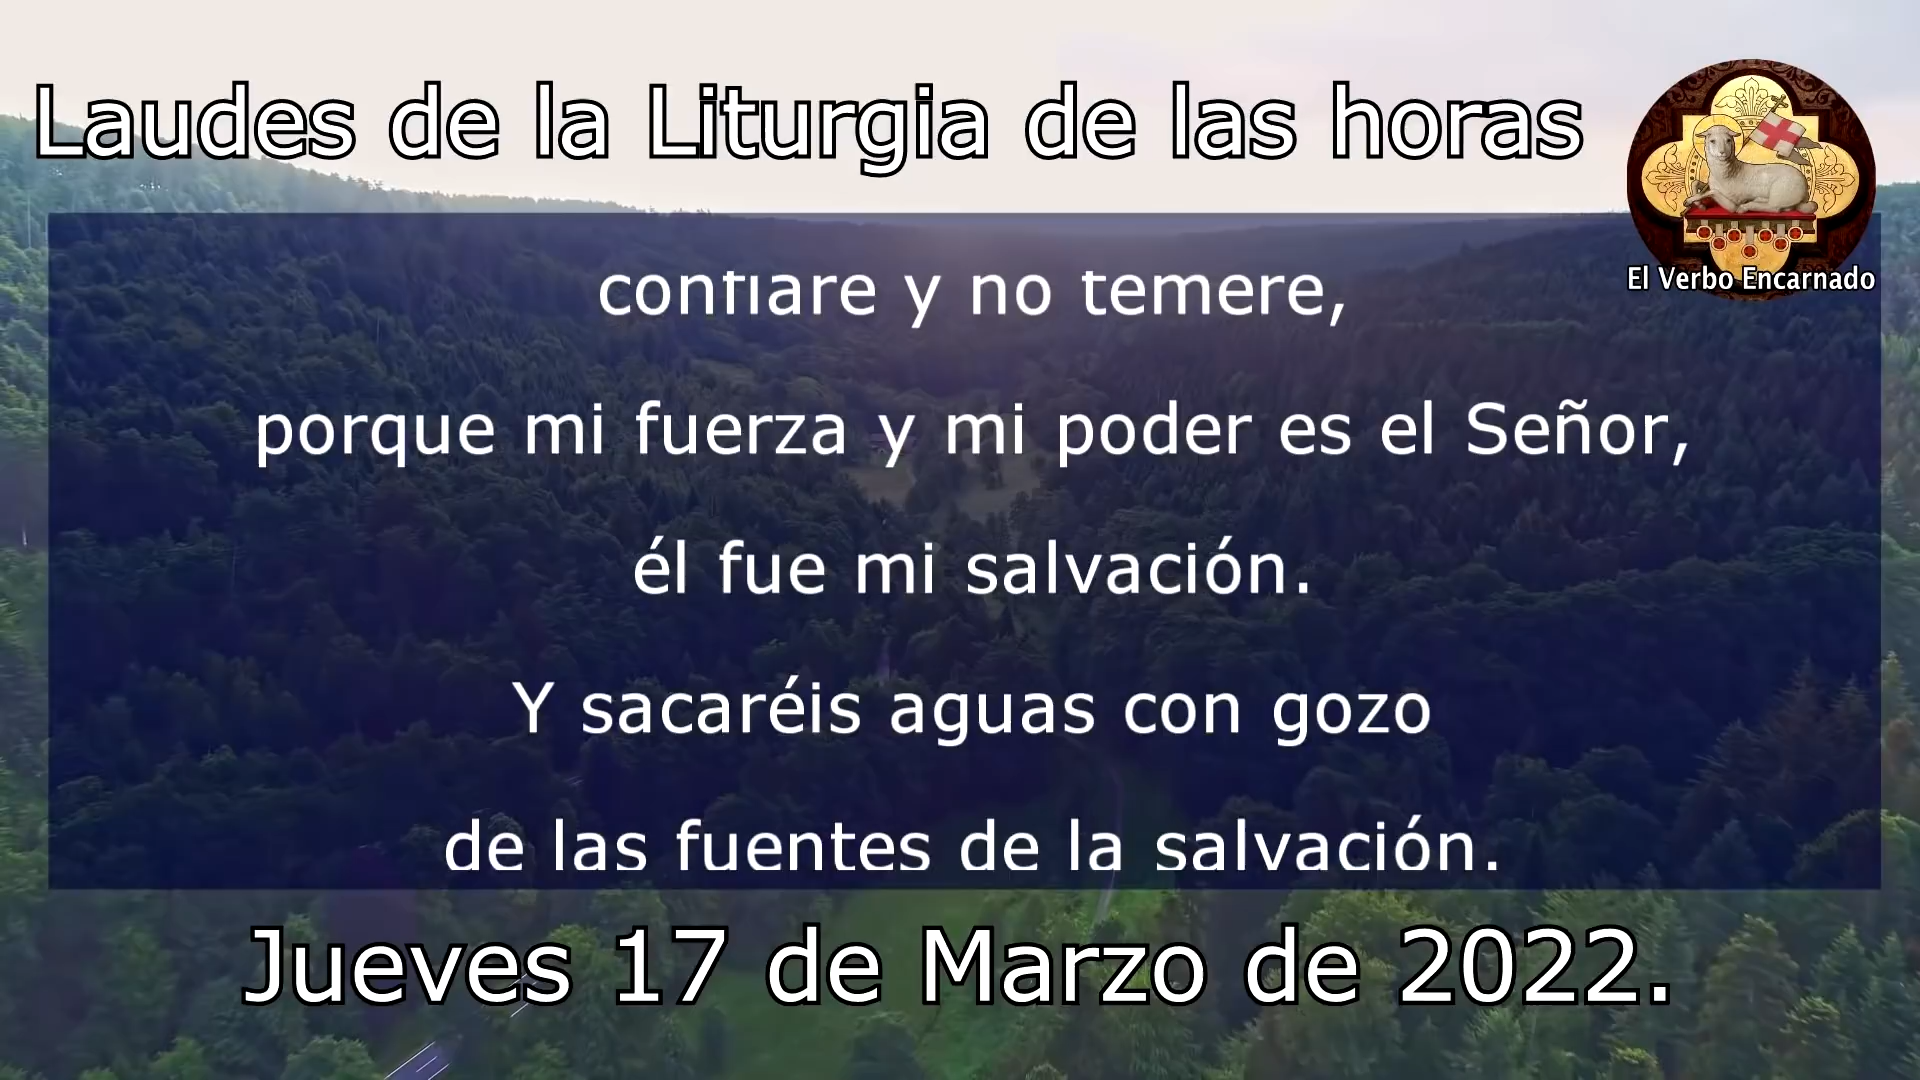 Laudes de la Liturgia de las horas
El Verbo Encarnado
confiare y no temere,
porque mi fuerza y mi poder es el Señor,
él fue mi salvación.
Y sacaréis aguas con gozo
de las fuentes de la salvación.
Jueves 17 de Marzo de 2022.